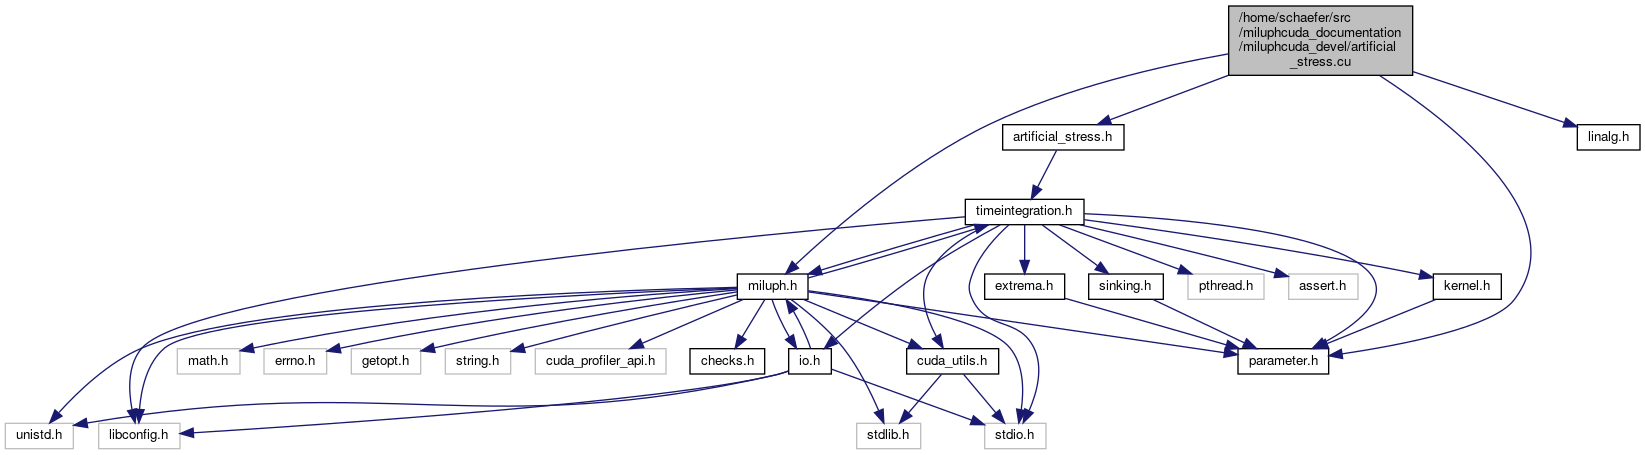 /home/schaefer/src
/miluphcuda_documentation
/miluphcuda_devel/artificial
_stress.cu
artificial_stress.h
linalg.h
timeintegration.h
miluph.h
extrema.h
sinking.h
pthread.h
assert.h
kernel.h
math.h
errno.h
getopt.h
string.h
cuda_profiler_api.h
checks.h
io.h
cuda_utils.h
parameter.h
unistd.h
libconfig.h
stdlib.h
stdio.h